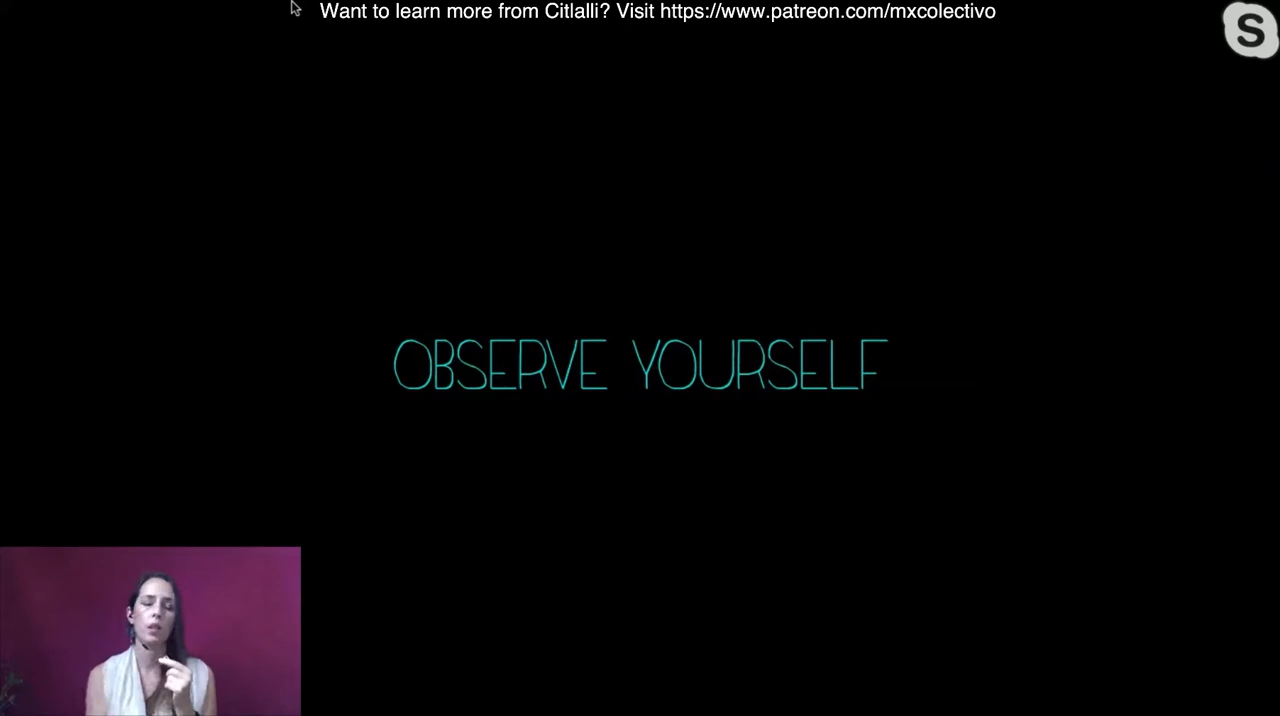 Want to learn more from Citlalli? Visit https://www.patreon.com/mxcolectivo
S
OBSERVE YOURSELF